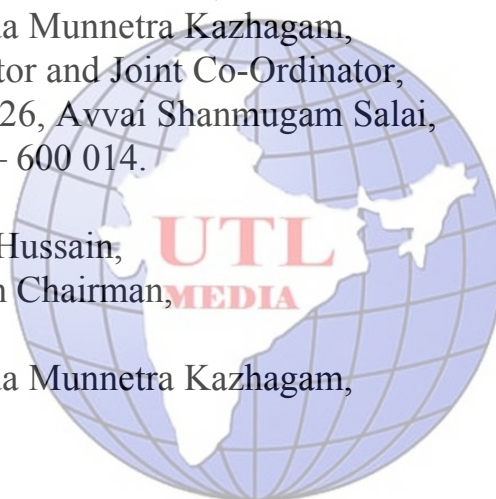 a Munnetra Kazhagam,
tor and Joint Co-Ordinator,
26, Avvai Shanmugam Salai,
– 600 014.
Hussain,
n Chairman,
UTL
MEDIA
a Munnetra Kazhagam,